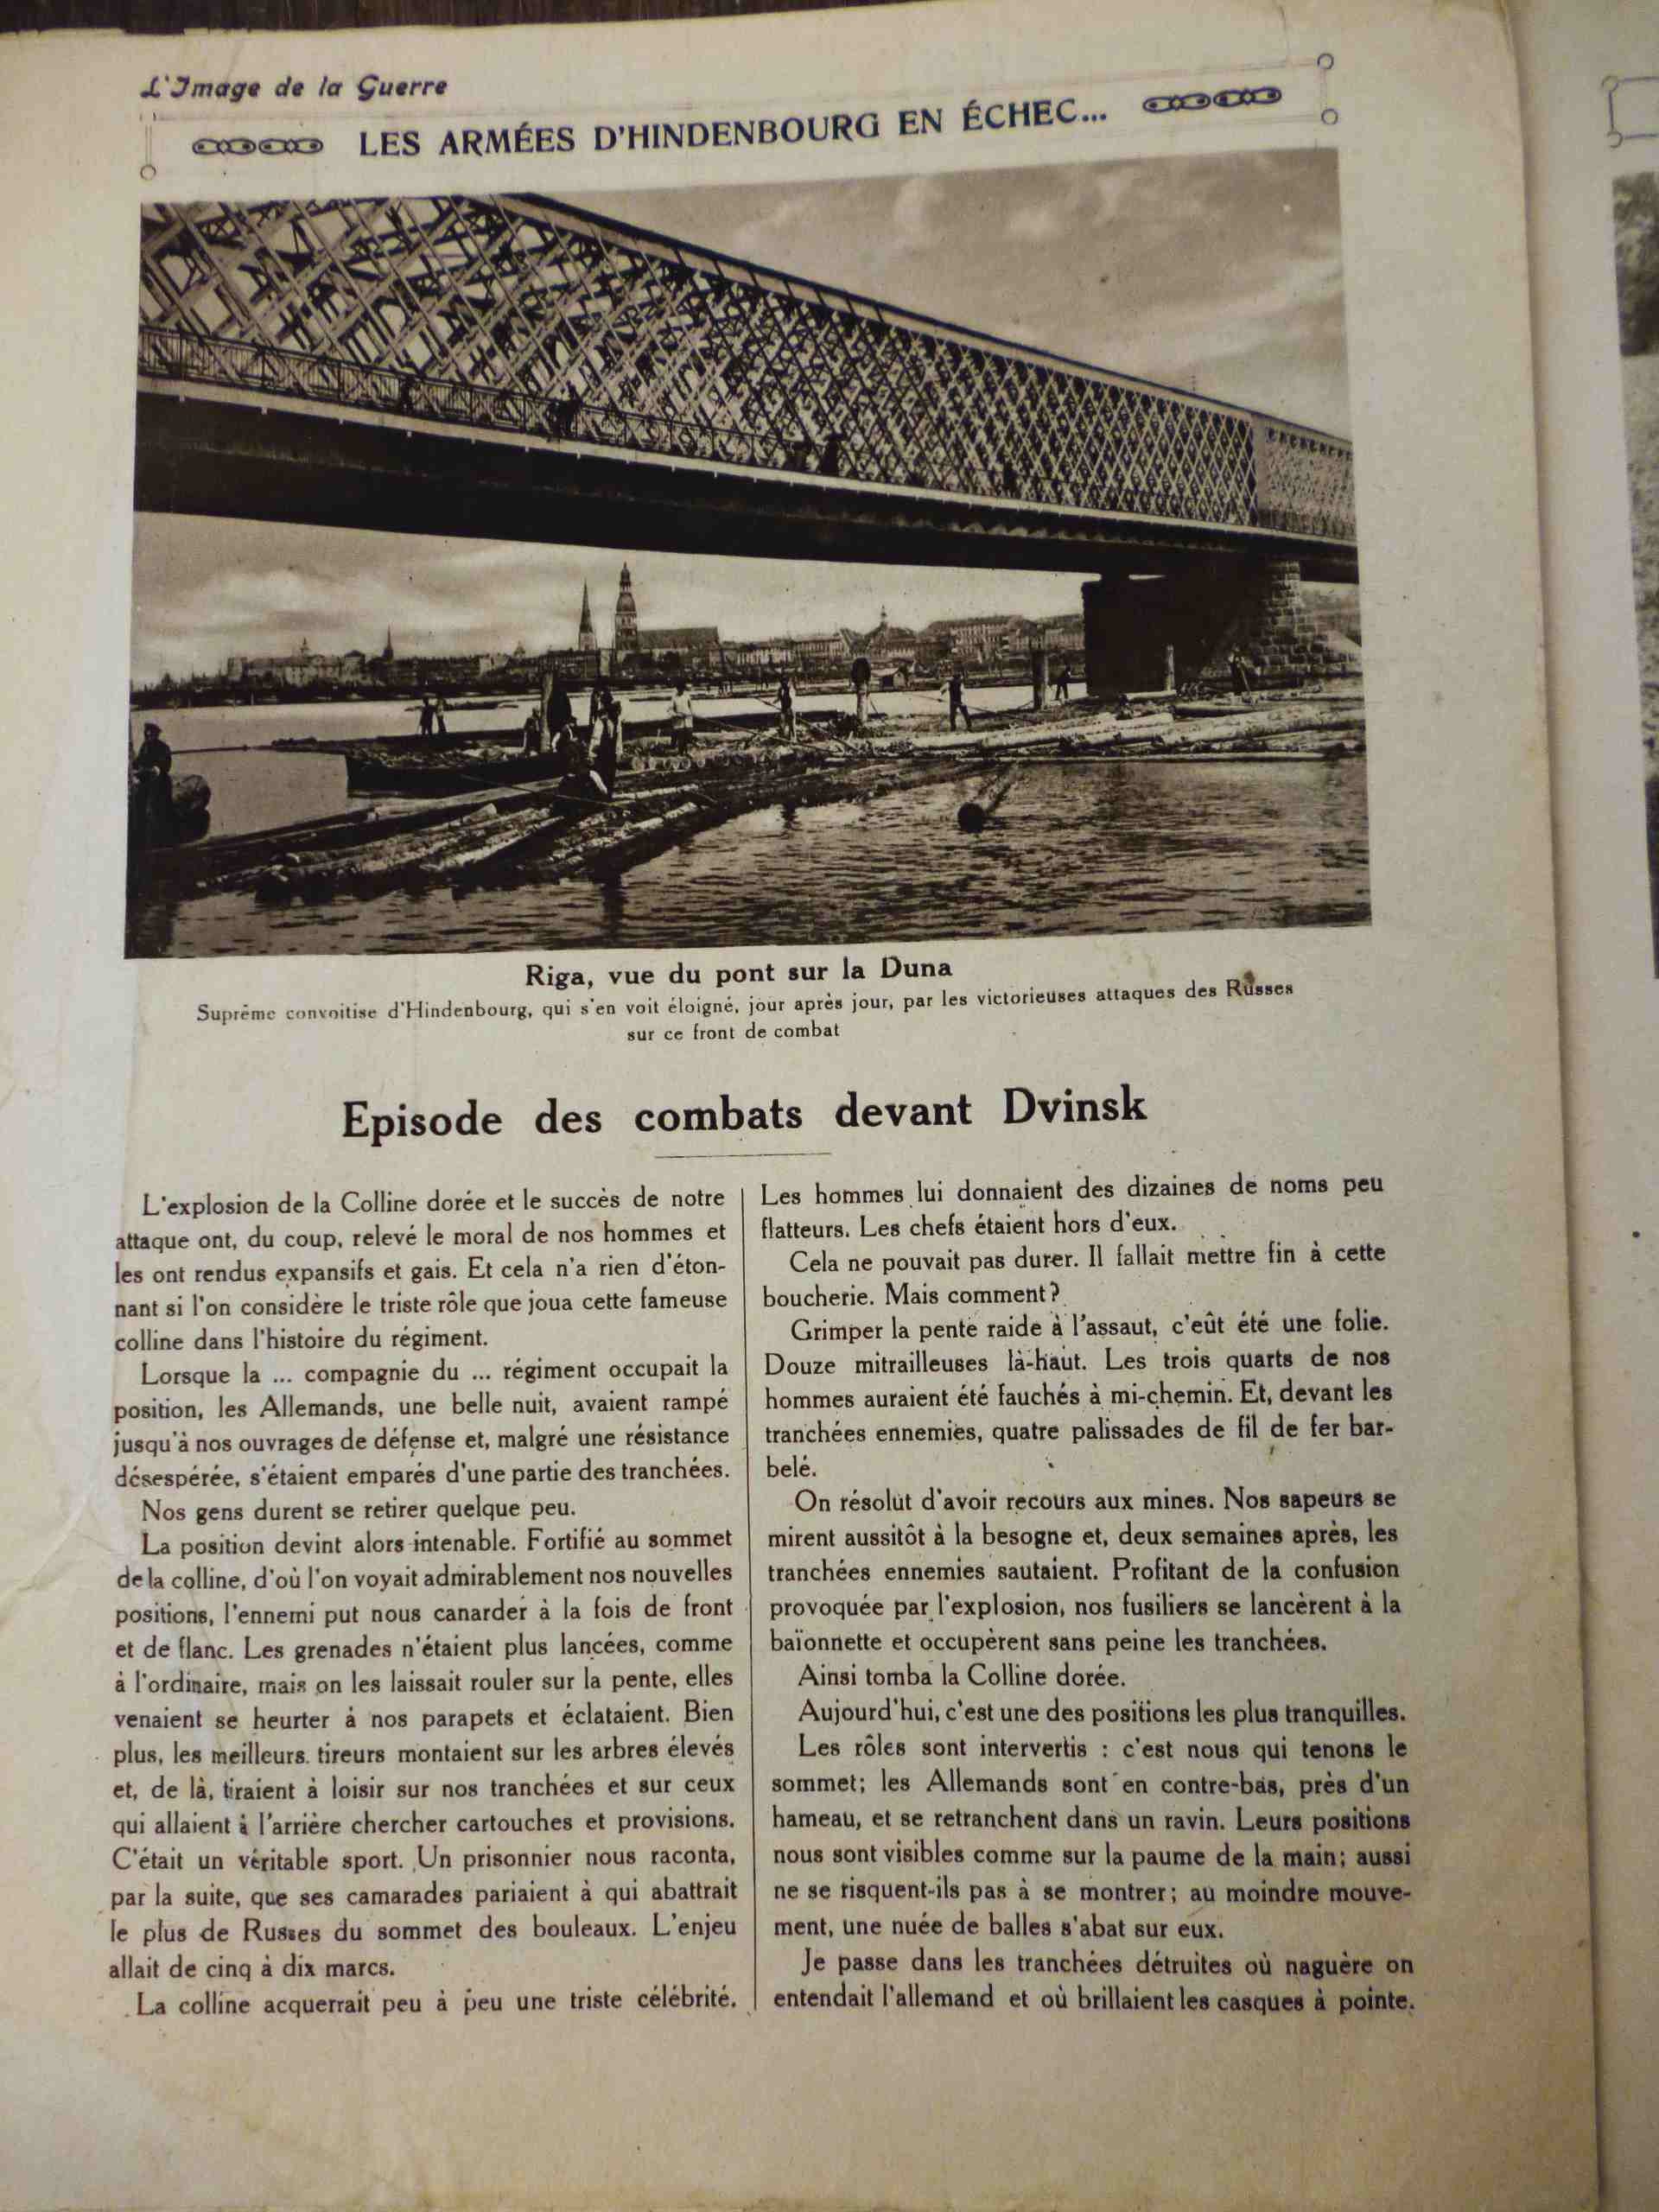 L'Image de la Guerre
LES ARMÉES D'HINDENBOURG EN ÉCHEC...
Riga, vue du pont sur la Duna
Suprême convoitise d'Hindenbourg, qui s'en voit éloigné, jour après jour, par les victorieuses attaques des Russes
sur ce front de combat
Episode des combats devant Dvinsk
L'explosion de la Colline dorée et le succès de notre
attaque ont, du coup, relevé le moral de nos hommes et
les ont rendus expansifs et gais. Et cela n'a rien d'éton-
nant si l'on considère le triste rôle que joua cette fameuse
colline dans l'histoire du régiment.
Lorsque la ... compagnie du ... régiment occupait la
position, les Allemands, une belle nuit, avaient rampé
jusqu'à nos ouvrages de défense et, malgré une résistance
désespérée, s'étaient emparés d'une partie des tranchées.
Nos gens durent se retirer quelque peu.
La position devint alors intenable. Fortifié au sommet
de la colline, d'où l'on voyait admirablement nos nouvelles
positions, l'ennemi put nous canarder à la fois de front
et de flanc. Les grenades n'étaient plus lancées, comme
à l'ordinaire, mais on les laissait rouler sur la pente, elles
venaient se heurter à nos parapets et éclataient. Bien
plus, les meilleurs tireurs montaient sur les arbres élevés
et, de là, tiraient à loisir sur nos tranchées et sur ceux
qui allaient à l'arrière chercher cartouches et provisions.
C'était un véritable sport. Un prisonnier nous raconta,
par la suite, que ses camarades pariaient à qui abattrait
le plus de Russes du sommet des bouleaux. L'enjeu
allait de cinq à dix marcs.
La colline acquerrait peu à peu une triste célébrité.
Les hommes lui donnaient des dizaines de noms peu
flatteurs. Les chefs étaient hors d'eux.
Cela ne pouvait pas durer. Il fallait mettre fin à cette
boucherie. Mais comment?
Grimper la pente raide à l'assaut, c'eût été une folie.
Douze mitrailleuses là-haut. Les trois quarts de nos
hommes auraient été fauchés à mi-chemin. Et, devant les
tranchées ennemies, quatre palissades de fil de fer bar-
belé.
On résolut d'avoir recours aux mines. Nos sapeurs se
mirent aussitôt à la besogne et, deux semaines après, les
tranchées ennemies sautaient. Profitant de la confusion
provoquée par l'explosion, nos fusiliers se lancèrent à la
baïonnette et occupèrent sans peine les tranchées.
Ainsi tomba la Colline dorée.
Aujourd'hui, c'est une des positions les plus tranquilles.
Les rôles sont intervertis : c'est nous qui tenons le
sommet; les Allemands sont en contre-bas, près d'un
hameau, et se retranchent dans un ravin. Leurs positions
nous sont visibles comme sur la paume de la main; aussi
ne se risquent-ils pas à se montrer; au moindre mouve-
ment, une nuée de balles s'abat sur eux.
Je passe dans les tranchées détruites où naguère on
entendait l'allemand et où brillaient les casques à pointe.